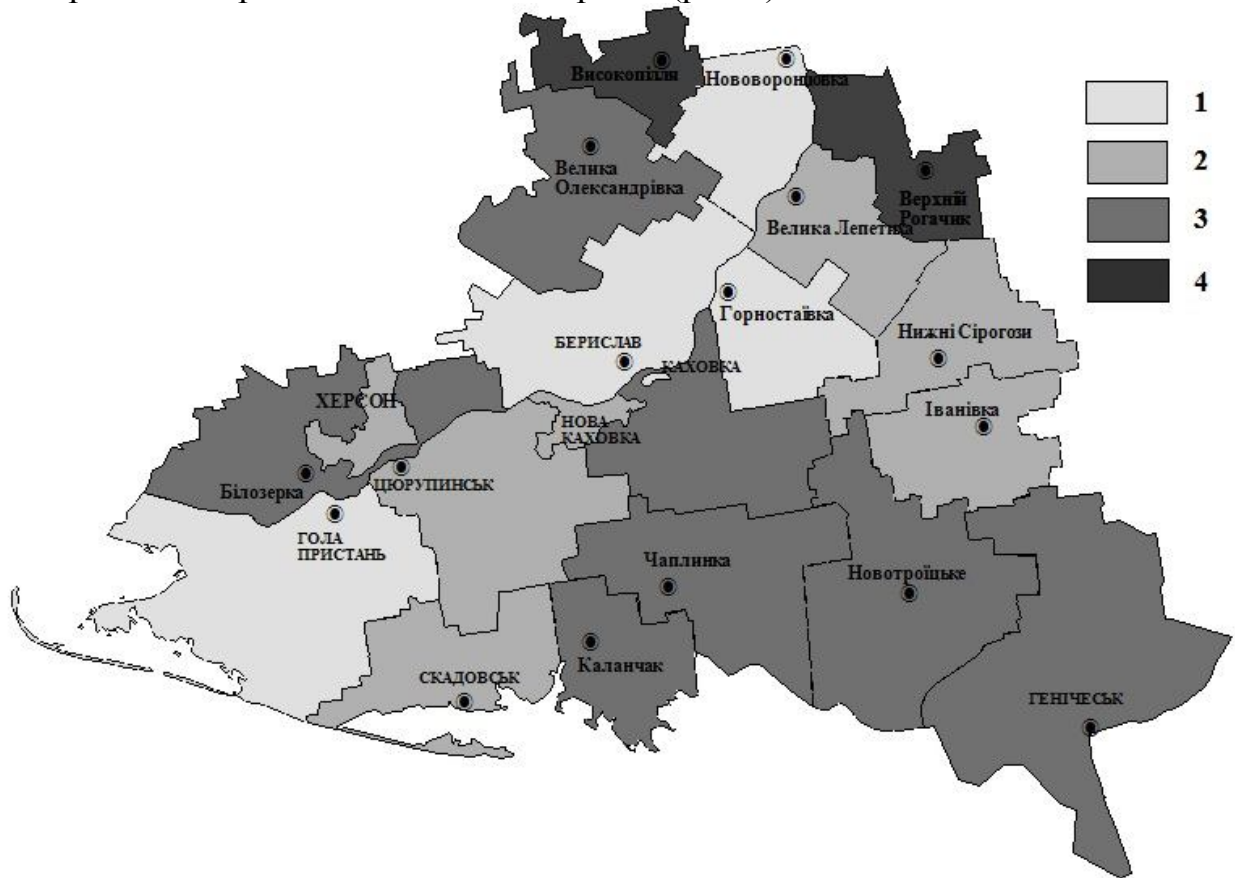 Високопілля
Нововоронцовка
1
2
3
4
Велика
Олександрівка
Верхній
Рогачик
Велика Лепетиха
Горностаївка
Нижні Сірогози
БЕРИСЛАВ
КАХОВКА
ХЕРСОН
НОВА
КАХОВКА
Іванівка
Білозерка
ЦЮРУПИНСЬК
ГОЛА
ПРИСТАНЬ
Чаплинка
Новотроїцьке
Каланчак
СКАДОВСЬК
ГЕНІЧЕСЬК